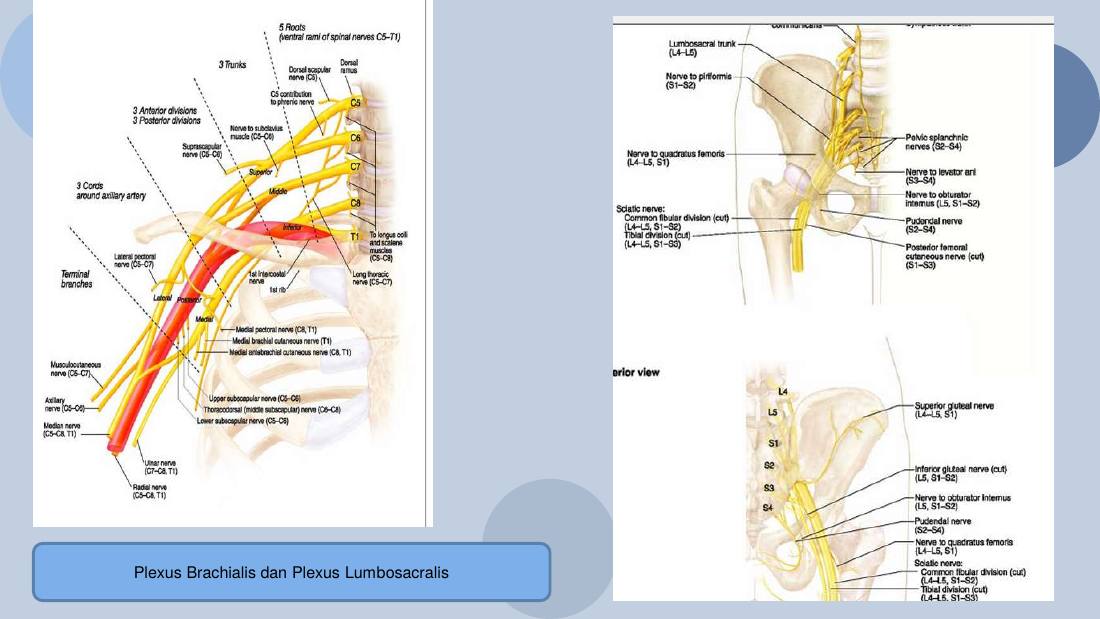 5 Roots
(ventral rami of spinal nerves C5–T1)
3 Trunks
Dorsal scapular
nerve (C5)
Dorsal
ramus
C5 contribution
to phrenic nerve
3 Anterior divisions
3 Posterior divisions
Nerve to subclavius
muscle (C5–C6)
Suprascapular
nerve (C5–C6)
C5
C6
C7
C8
T1
Superior
Middle
Inferior
3 Cords
around axillary artery
To longus coli
and scalene
muscles
(C5–C8)
Lateral pectoral
nerve (C5–C7)
1st intercostal
nerve
1st rib
Long thoracic
nerve (C5–C7)
Terminal
branches
Lateral
Posterior
Medial
Medial pectoral nerve (C8, T1)
Medial brachial cutaneous nerve (T1)
Medial antebrachial cutaneous nerve (C8, T1)
Musculocutaneous
nerve (C5–C7)
Axillary
nerve (C5–C6)
Median nerve
(C5–C8, T1)
Upper subscapular nerve (C5–C6)
Thoracodorsal (middle subscapular) nerve (C6–C8)
Lower subscapular nerve (C5–C6)
Ulnar nerve
(C7–C8, T1)
Radial nerve
(C5–C8, T1)
Plexus Brachialis dan Plexus Lumbosacralis
Lumbosacral trunk
(L4–L5)
Nerve to piriformis
(S1–S2)
Nerve to quadratus femoris
(L4–L5, S1)
Sciatic nerve:
Common fibular division (cut)
(L4–L5, S1–S2)
Tibial division (cut)
(L4–L5, S1–S3)
Pelvic splanchnic
nerves (S2–S4)
Nerve to levator ani
(S3–S4)
Nerve to obturator
internus (L5, S1–S2)
Pudendal nerve
(S2–S4)
Posterior femoral
cutaneous nerve (cut)
(S1–S3)
erior view
L4
L5
S1
S2
S3
S4
Superior gluteal nerve
(L4–L5, S1)
Inferior gluteal nerve (cut)
(L5, S1–S2)
Nerve to obturator internus
(L5, S1–S2)
Pudendal nerve
(S2–S4)
Nerve to quadratus femoris
(L4–L5, S1)
Sciatic nerve:
Common fibular division (cut)
(L4–L5, S1–S2)
Tibial division (cut)
(L4–L5, S1–S3)